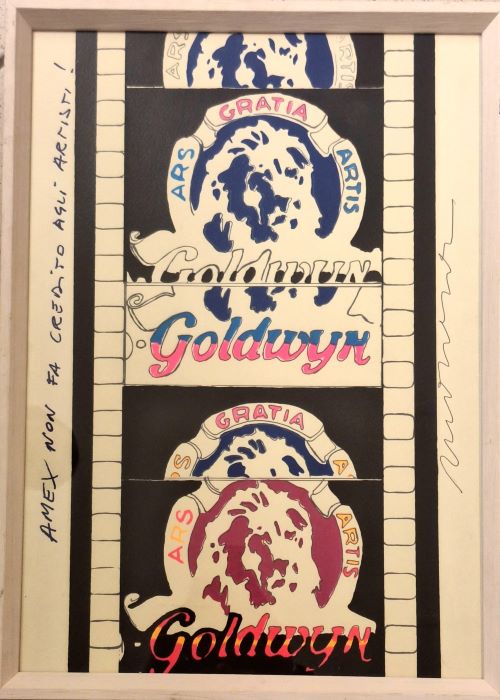 AMEX NON FA CREDITO AGLI ARTISTI!
ARS ARTIS
ARS GRATIA ARTIS
Goldwyn
Goldwyn
ARS GRATIA A
ARS ARTIS
Goldwyn